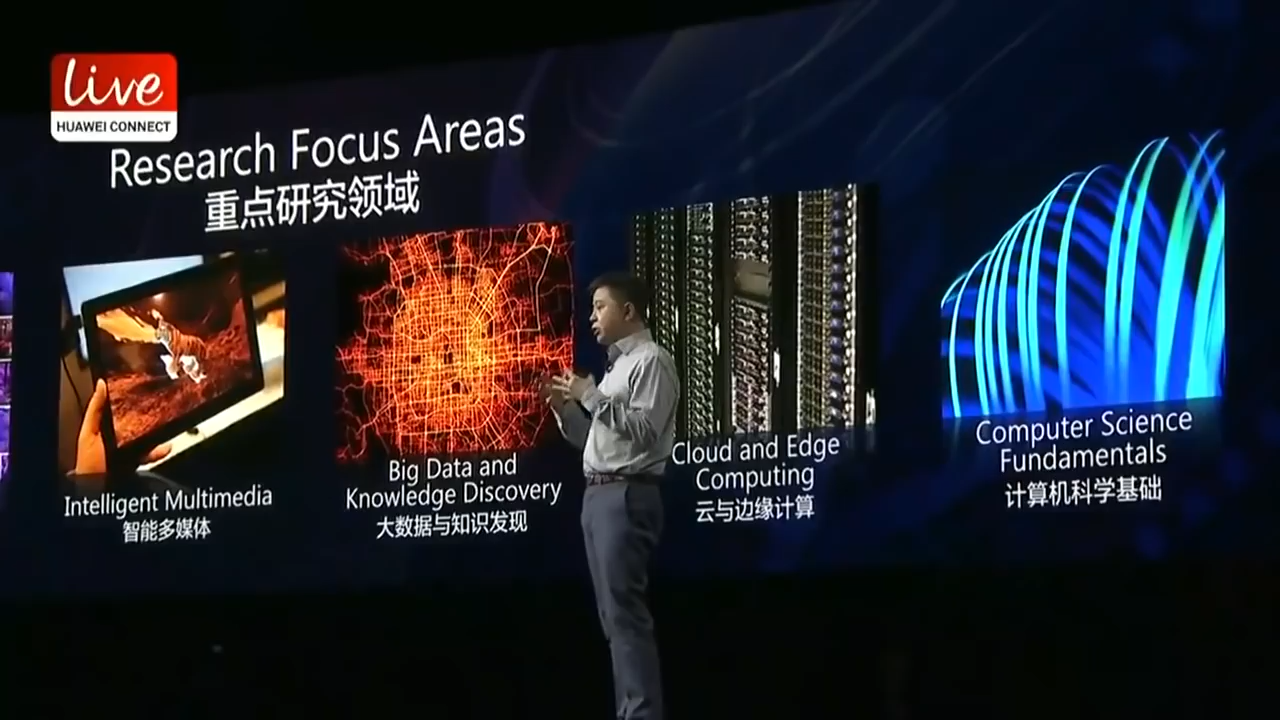 Live
HUAWEI CONNECT
Research Focus Areas
重点研究领域
Intelligent Multimedia
智能多媒体
Big Data and
Knowledge Discovery
大数据与知识发现
Cloud and Edge
Computing
云与边缘计算
Computer Science
Fundamentals
计算机科学基础